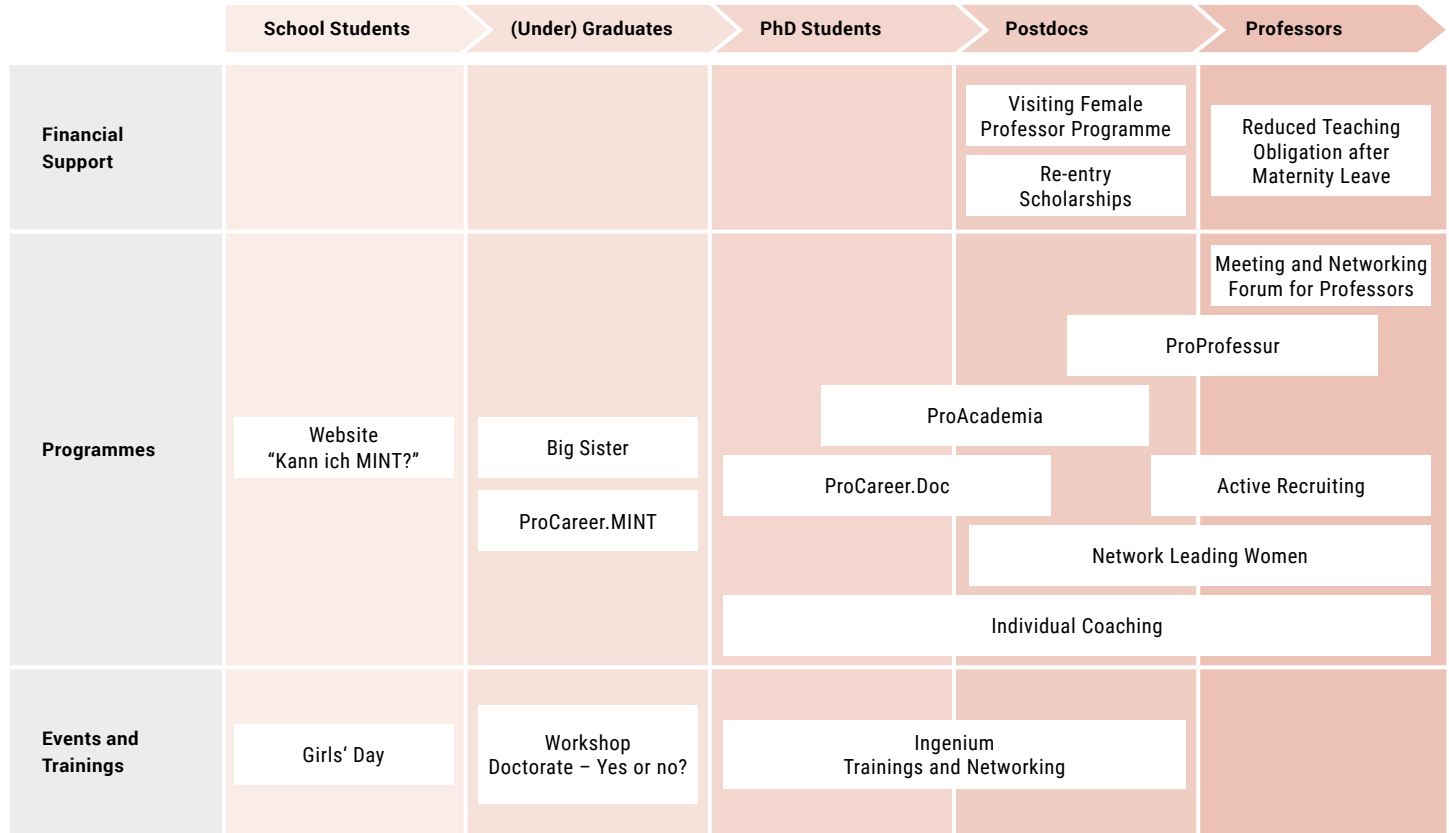 School Students
(Under) Graduates
PhD Students
Postdocs
Professors
Financial
Support
Visiting Female
Professor Programme
Re-entry
Scholarships
Reduced Teaching
Obligation after
Maternity Leave
Programmes
Meeting and Networking
Forum for Professors
ProProfessur
ProAcademia
Website
“Kann ich MINT?”
Big Sister
ProCareer.MINT
ProCareer.Doc
Active Recruiting
Network Leading Women
Individual Coaching
Events and
Trainings
Girls‘ Day
Workshop
Doctorate – Yes or no?
Ingenium
Trainings and Networking